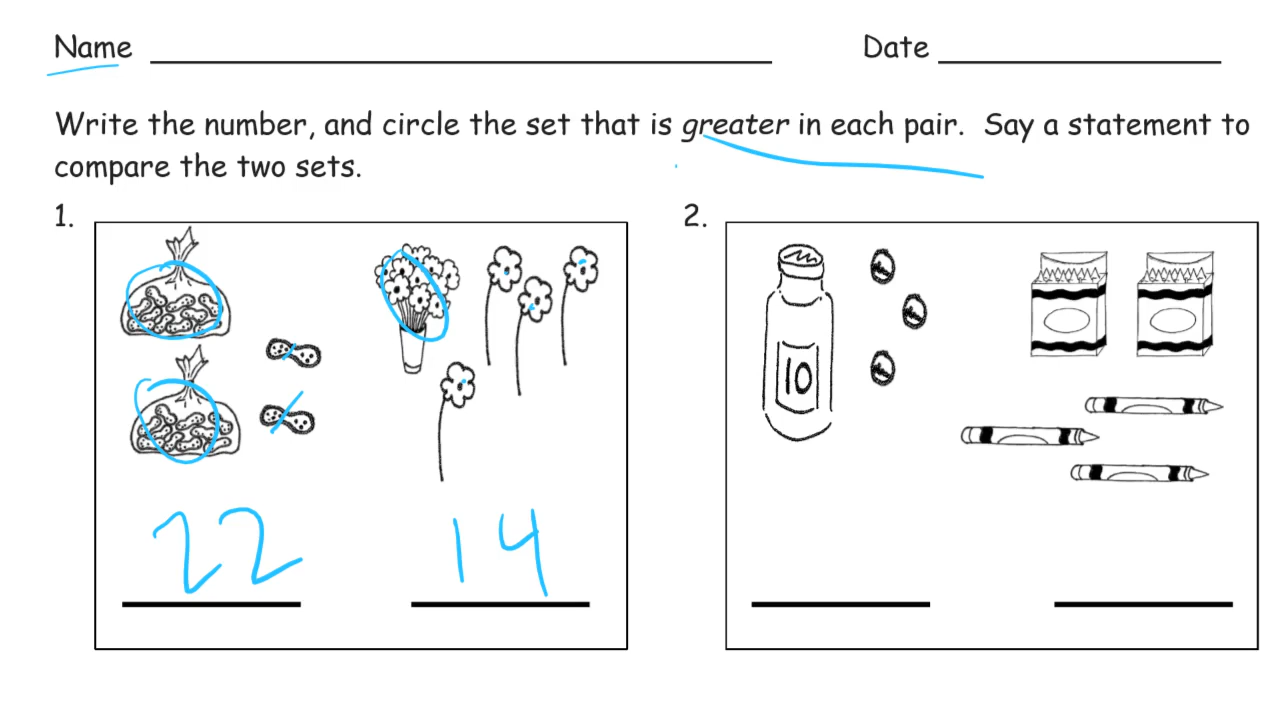 Name Date
Write the number, and circle the set that is greater in each pair. Say a statement to
compare the two sets.
1. 2.
10
22 14